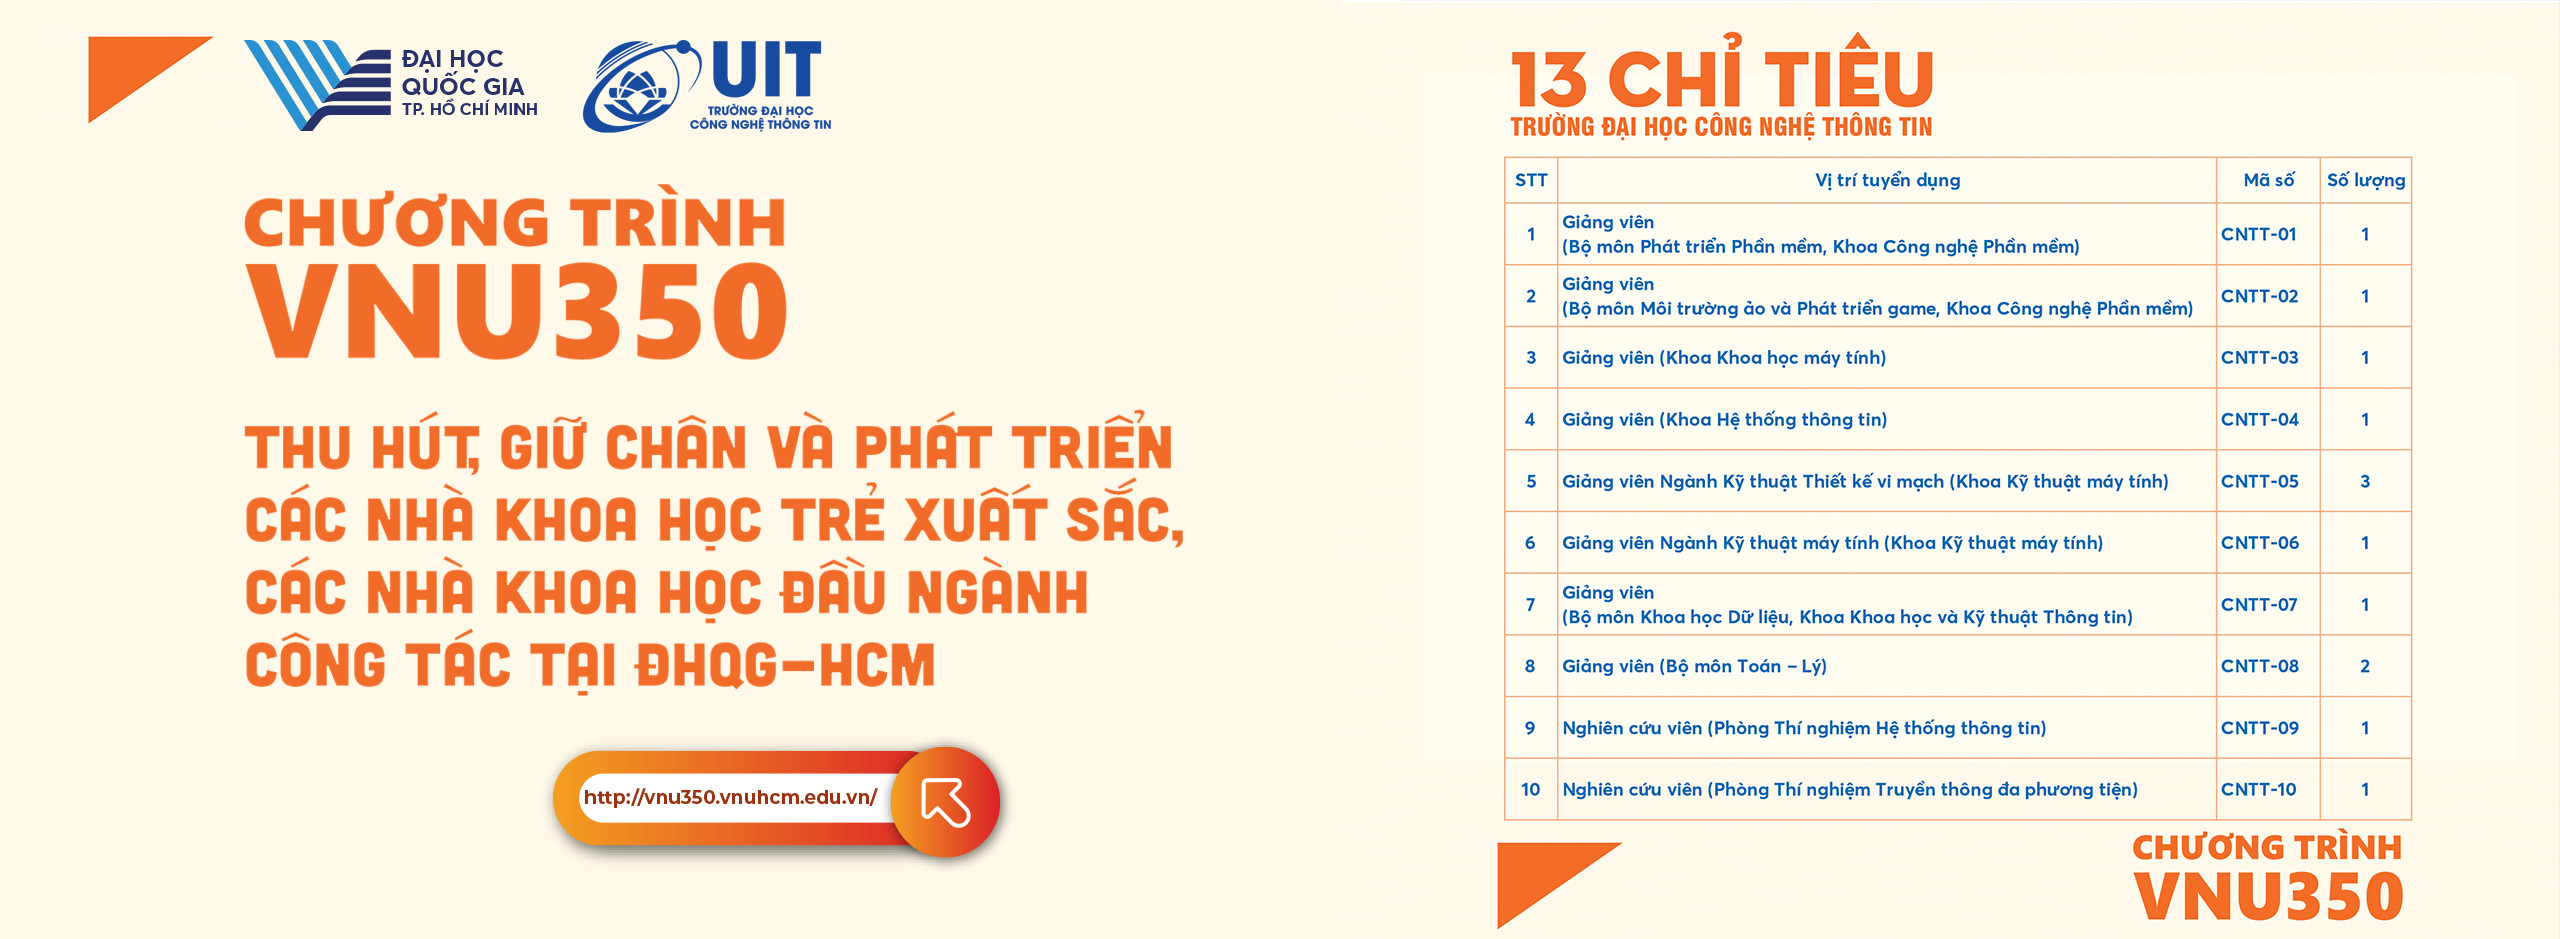 ĐẠI HỌC
QUỐC GIA
TP. HỒ CHÍ MINH
UIT
TRƯỜNG ĐẠI HỌC
CÔNG NGHỆ THÔNG TIN
CHƯƠNG TRÌNH
VNU350
THU HÚT, GIỮ CHÂN VÀ PHÁT TRIỂN
CÁC NHÀ KHOA HỌC TRẺ XUẤT SẮC,
CÁC NHÀ KHOA HỌC ĐẦU NGÀNH
CÔNG TÁC TẠI ĐHQG-HCM
http://vnu350.vnuhcm.edu.vn/
13 CHỈ TIÊU
TRƯỜNG ĐẠI HỌC CÔNG NGHỆ THÔNG TIN
STT Vị trí tuyển dụng Mã số Số lượng
1 Giảng viên
(Bộ môn Phát triển Phần mềm, Khoa Công nghệ Phần mềm) CNTT-01 1
2 Giảng viên
(Bộ môn Môi trường ảo và Phát triển game, Khoa Công nghệ Phần mềm) CNTT-02 1
3 Giảng viên (Khoa Khoa học máy tính) CNTT-03 1
4 Giảng viên (Khoa Hệ thống thông tin) CNTT-04 1
5 Giảng viên Ngành Kỹ thuật Thiết kế vi mạch (Khoa Kỹ thuật máy tính) CNTT-05 3
6 Giảng viên Ngành Kỹ thuật máy tính (Khoa Kỹ thuật máy tính) CNTT-06 1
7 Giảng viên
(Bộ môn Khoa học Dữ liệu, Khoa Khoa học và Kỹ thuật Thông tin) CNTT-07 1
8 Giảng viên (Bộ môn Toán – Lý) CNTT-08 2
9 Nghiên cứu viên (Phòng Thí nghiệm Hệ thống thông tin) CNTT-09 1
10 Nghiên cứu viên (Phòng Thí nghiệm Truyền thông đa phương tiện) CNTT-10 1
CHƯƠNG TRÌNH
VNU350